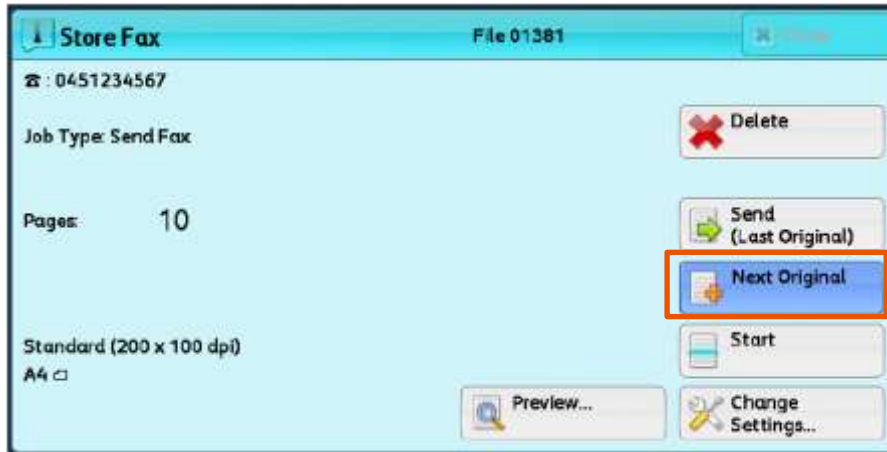 Store Fax
File 01381
☎ : 0451234567
Job Type: Send Fax
Delete
Pages: 10
Send
(Last Original)
Next Original
Standard (200 x 100 dpi)
Start
A4
Preview...
Change
Settings...